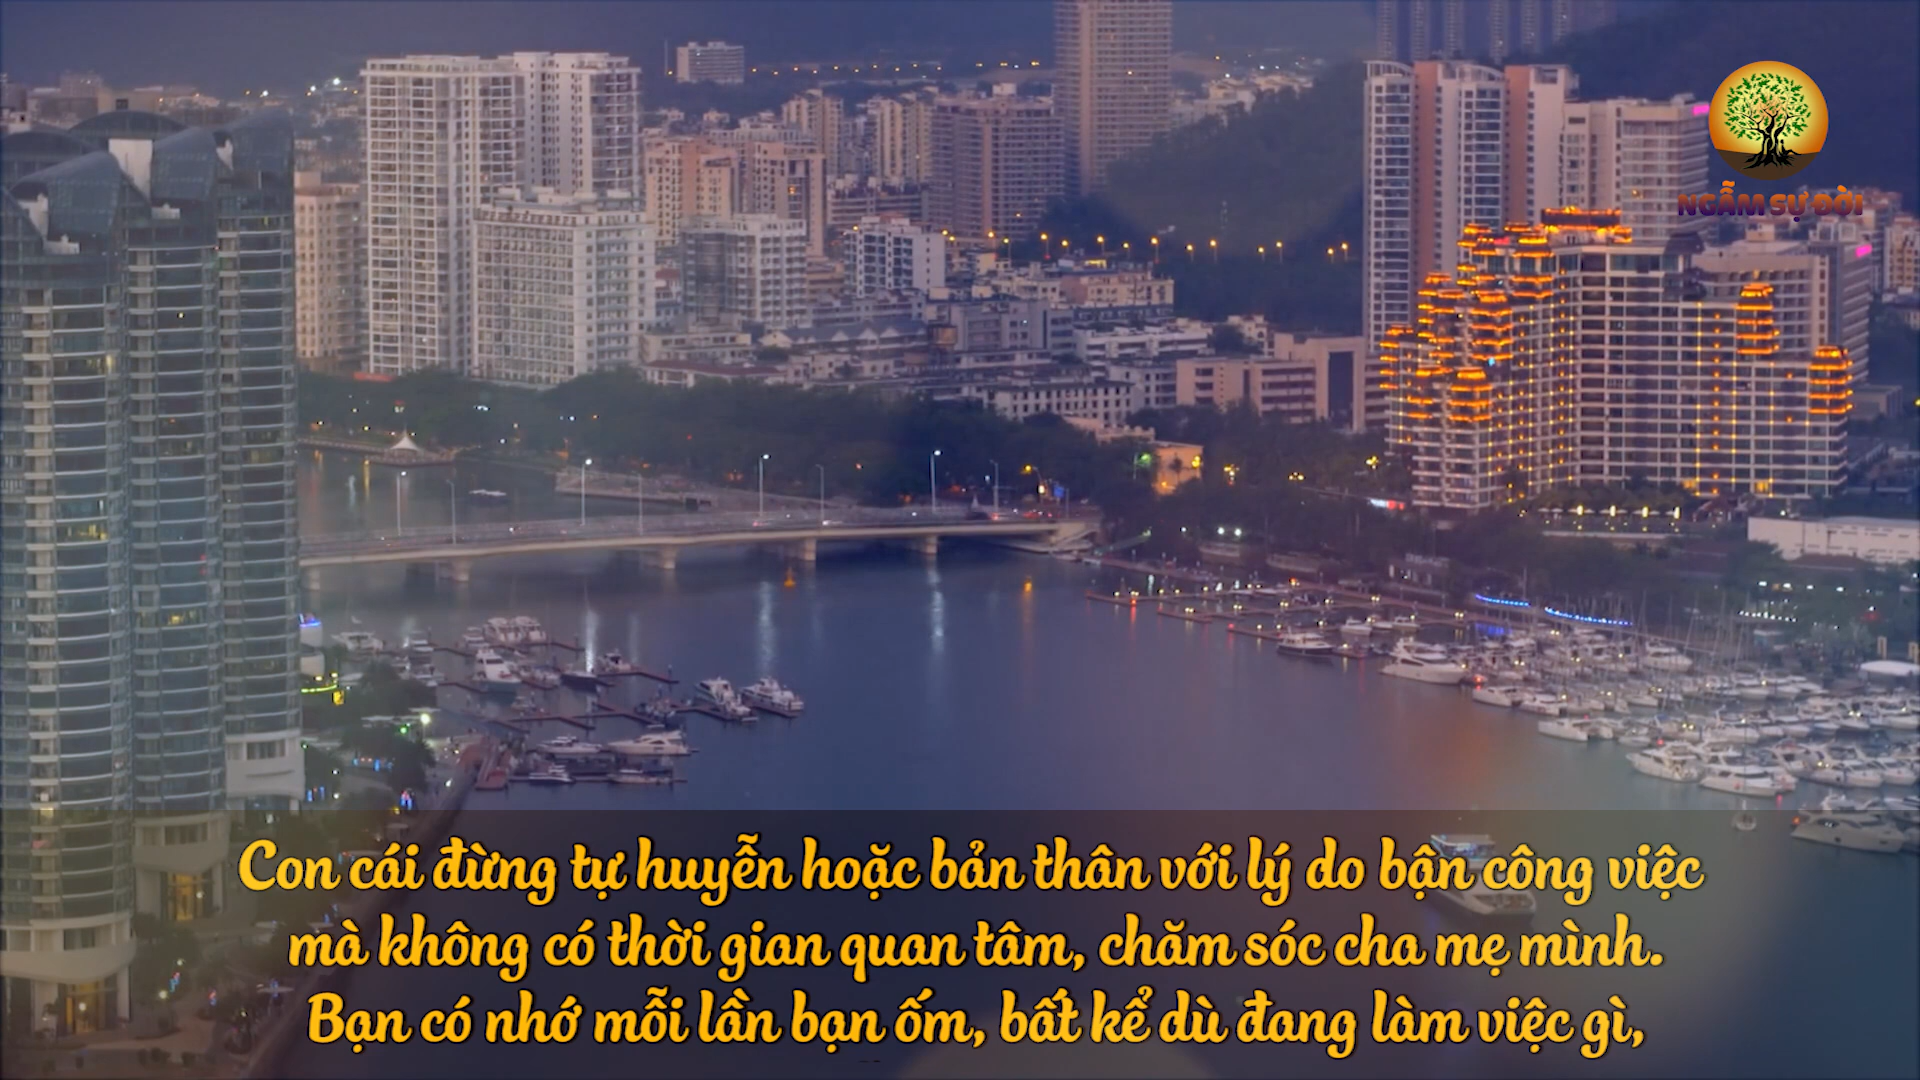 NGẪM SỰ ĐỜI
Con cái đừng tự huyễn hoặc bản thân với lý do bận công việc
mà không có thời gian quan tâm, chăm sóc cha mẹ mình.
Bạn có nhớ mỗi lần bạn ốm, bất kể dù đang làm việc gì,